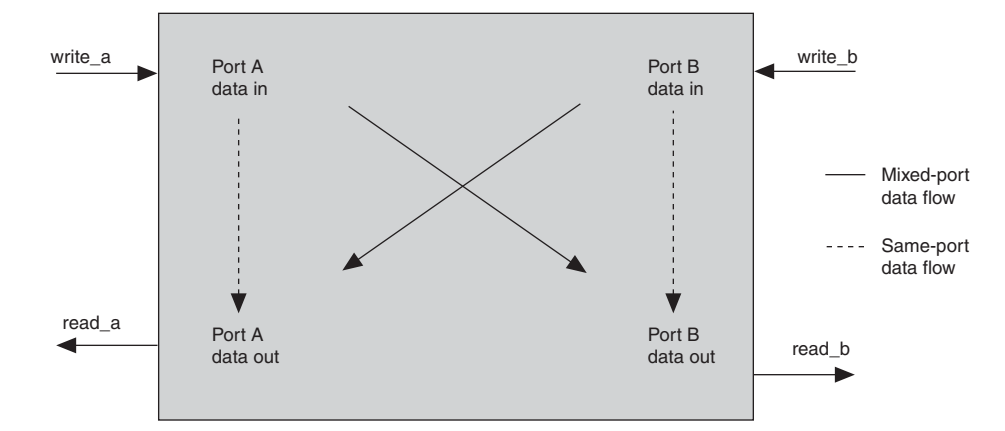 write_a
Port A
data in
Port B
data in
write_b
Mixed-port
data flow
Same-port
data flow
read_a
Port A
data out
Port B
data out
read_b